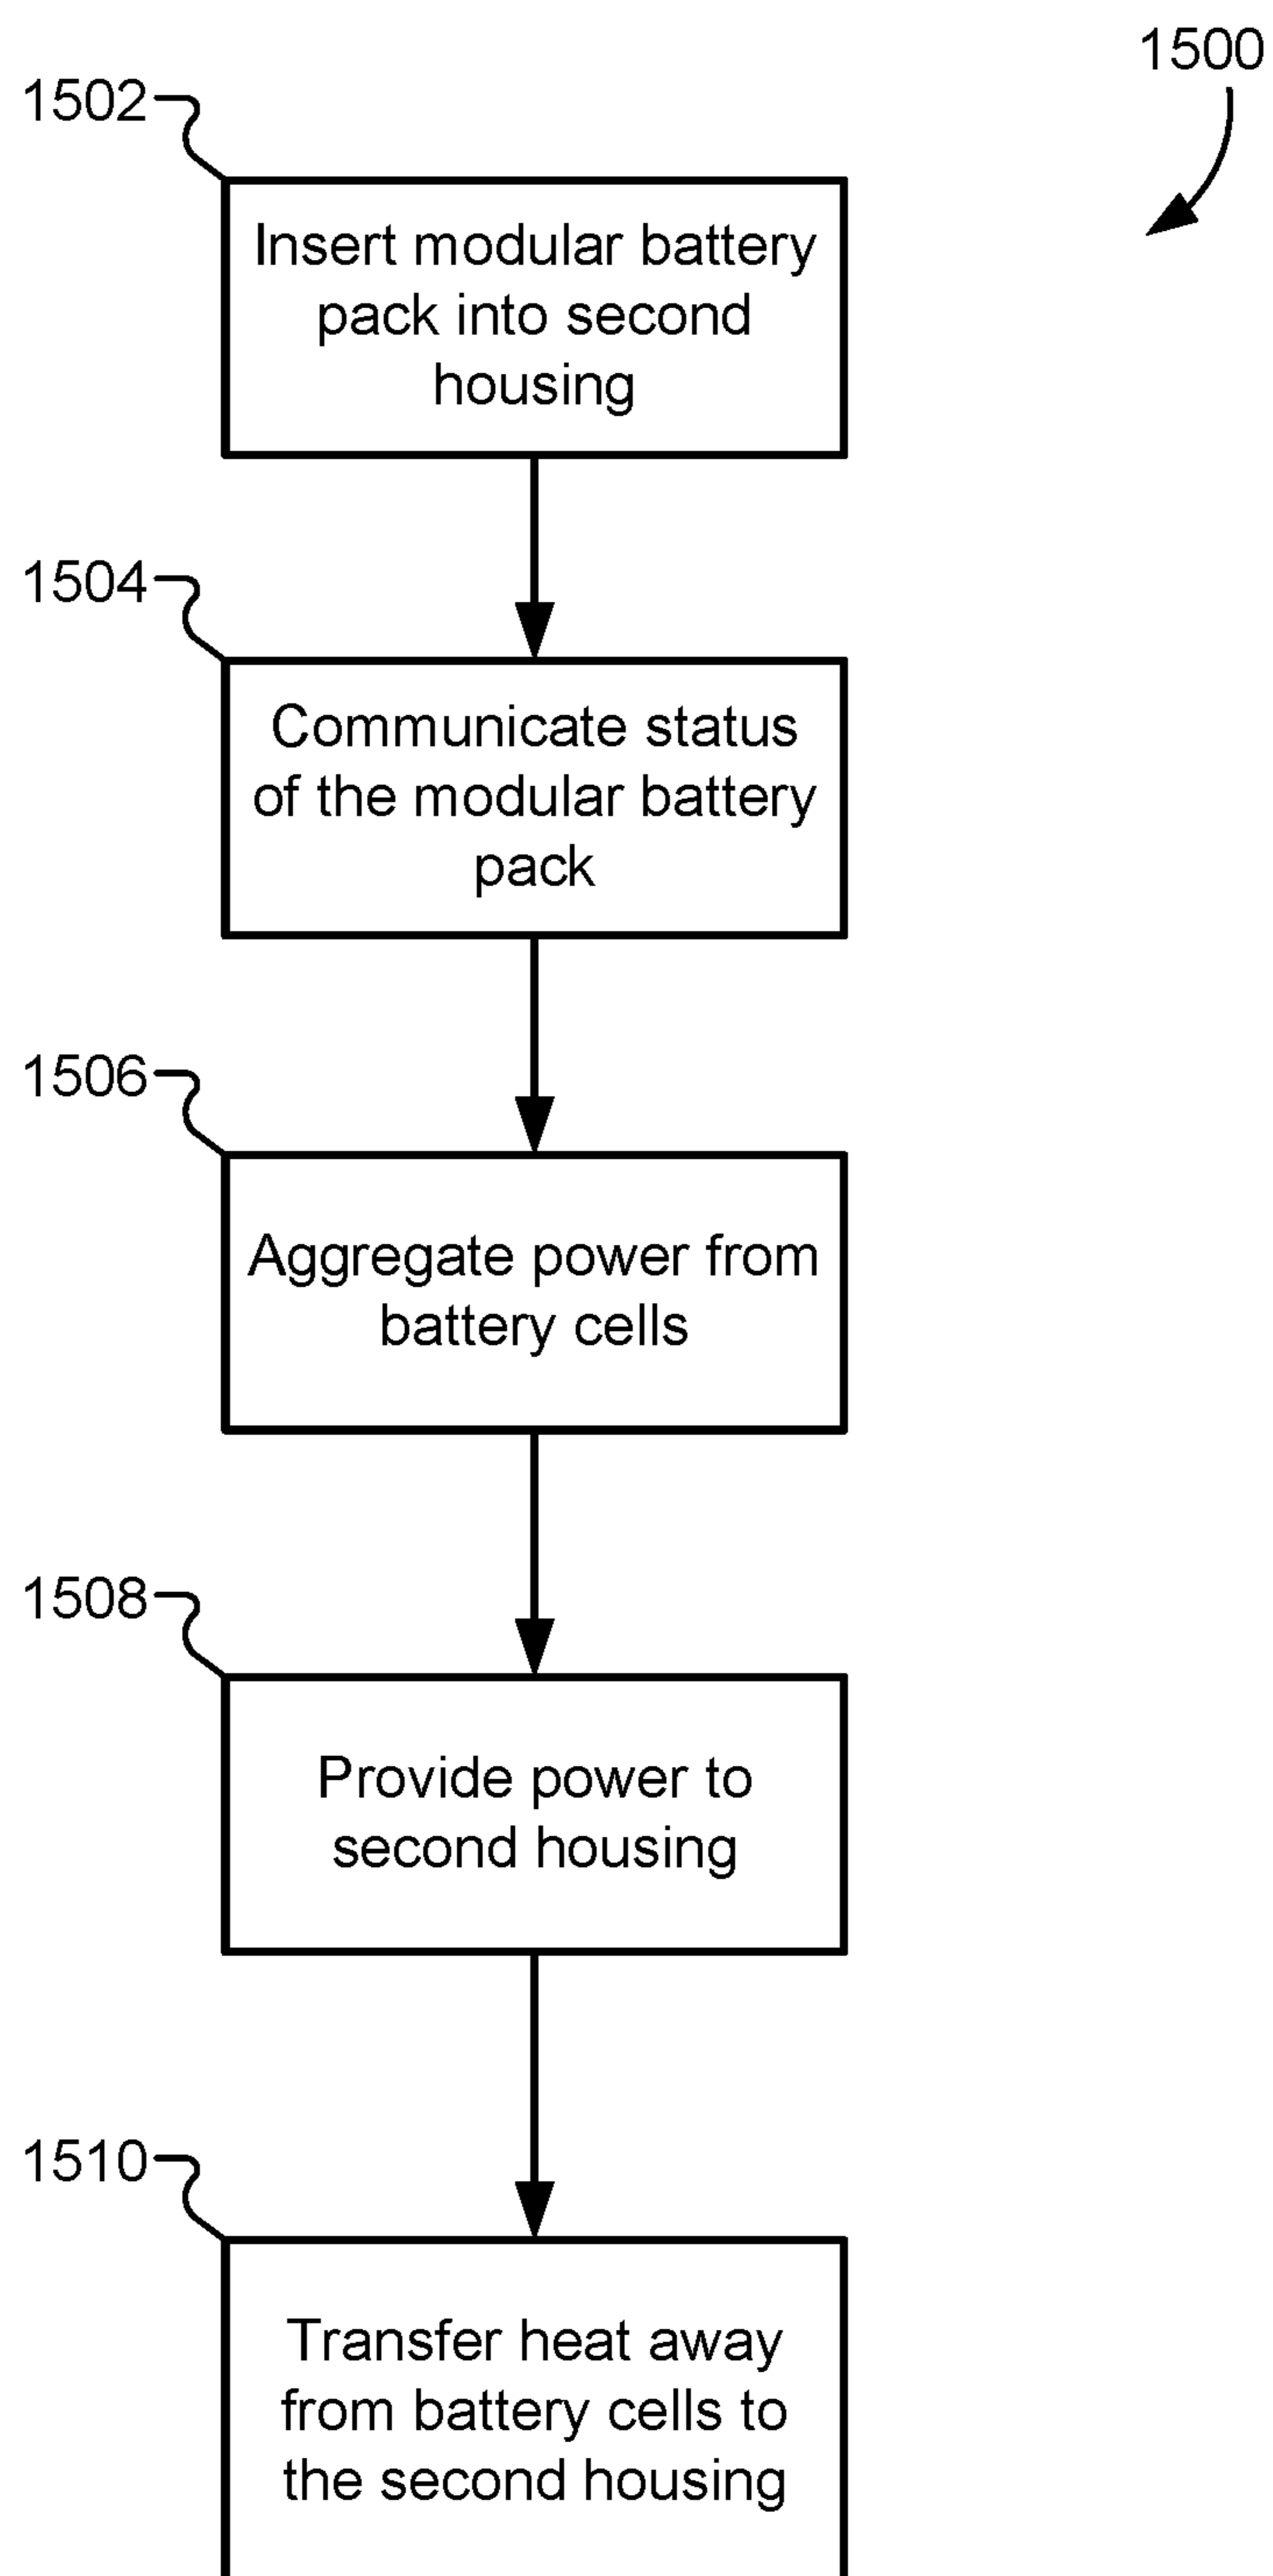 1500
1502
Insert modular battery
pack into second
housing
1504
Communicate status
of the modular battery
pack
1506
Aggregate power from
battery cells
1508
Provide power to
second housing
1510
Transfer heat away
from battery cells to
the second housing